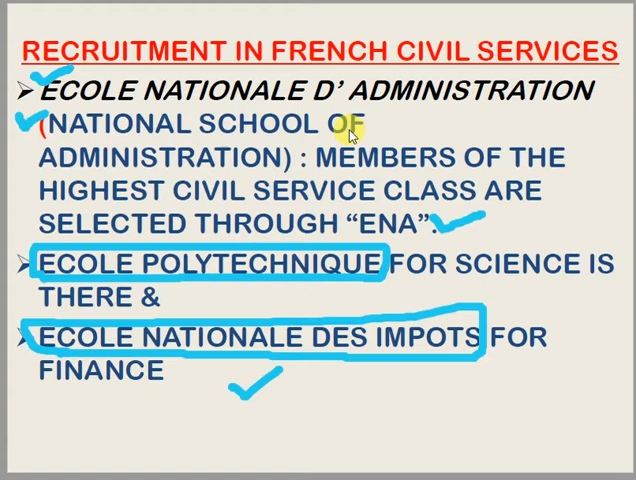 RECRUITMENT IN FRENCH CIVIL SERVICES
ECOLE NATIONALE D’ ADMINISTRATION
(NATIONAL SCHOOL OF
ADMINISTRATION) : MEMBERS OF THE
HIGHEST CIVIL SERVICE CLASS ARE
SELECTED THROUGH “ENA”.
ECOLE POLYTECHNIQUE FOR SCIENCE IS
THERE &
ECOLE NATIONALE DES IMPOTS FOR
FINANCE